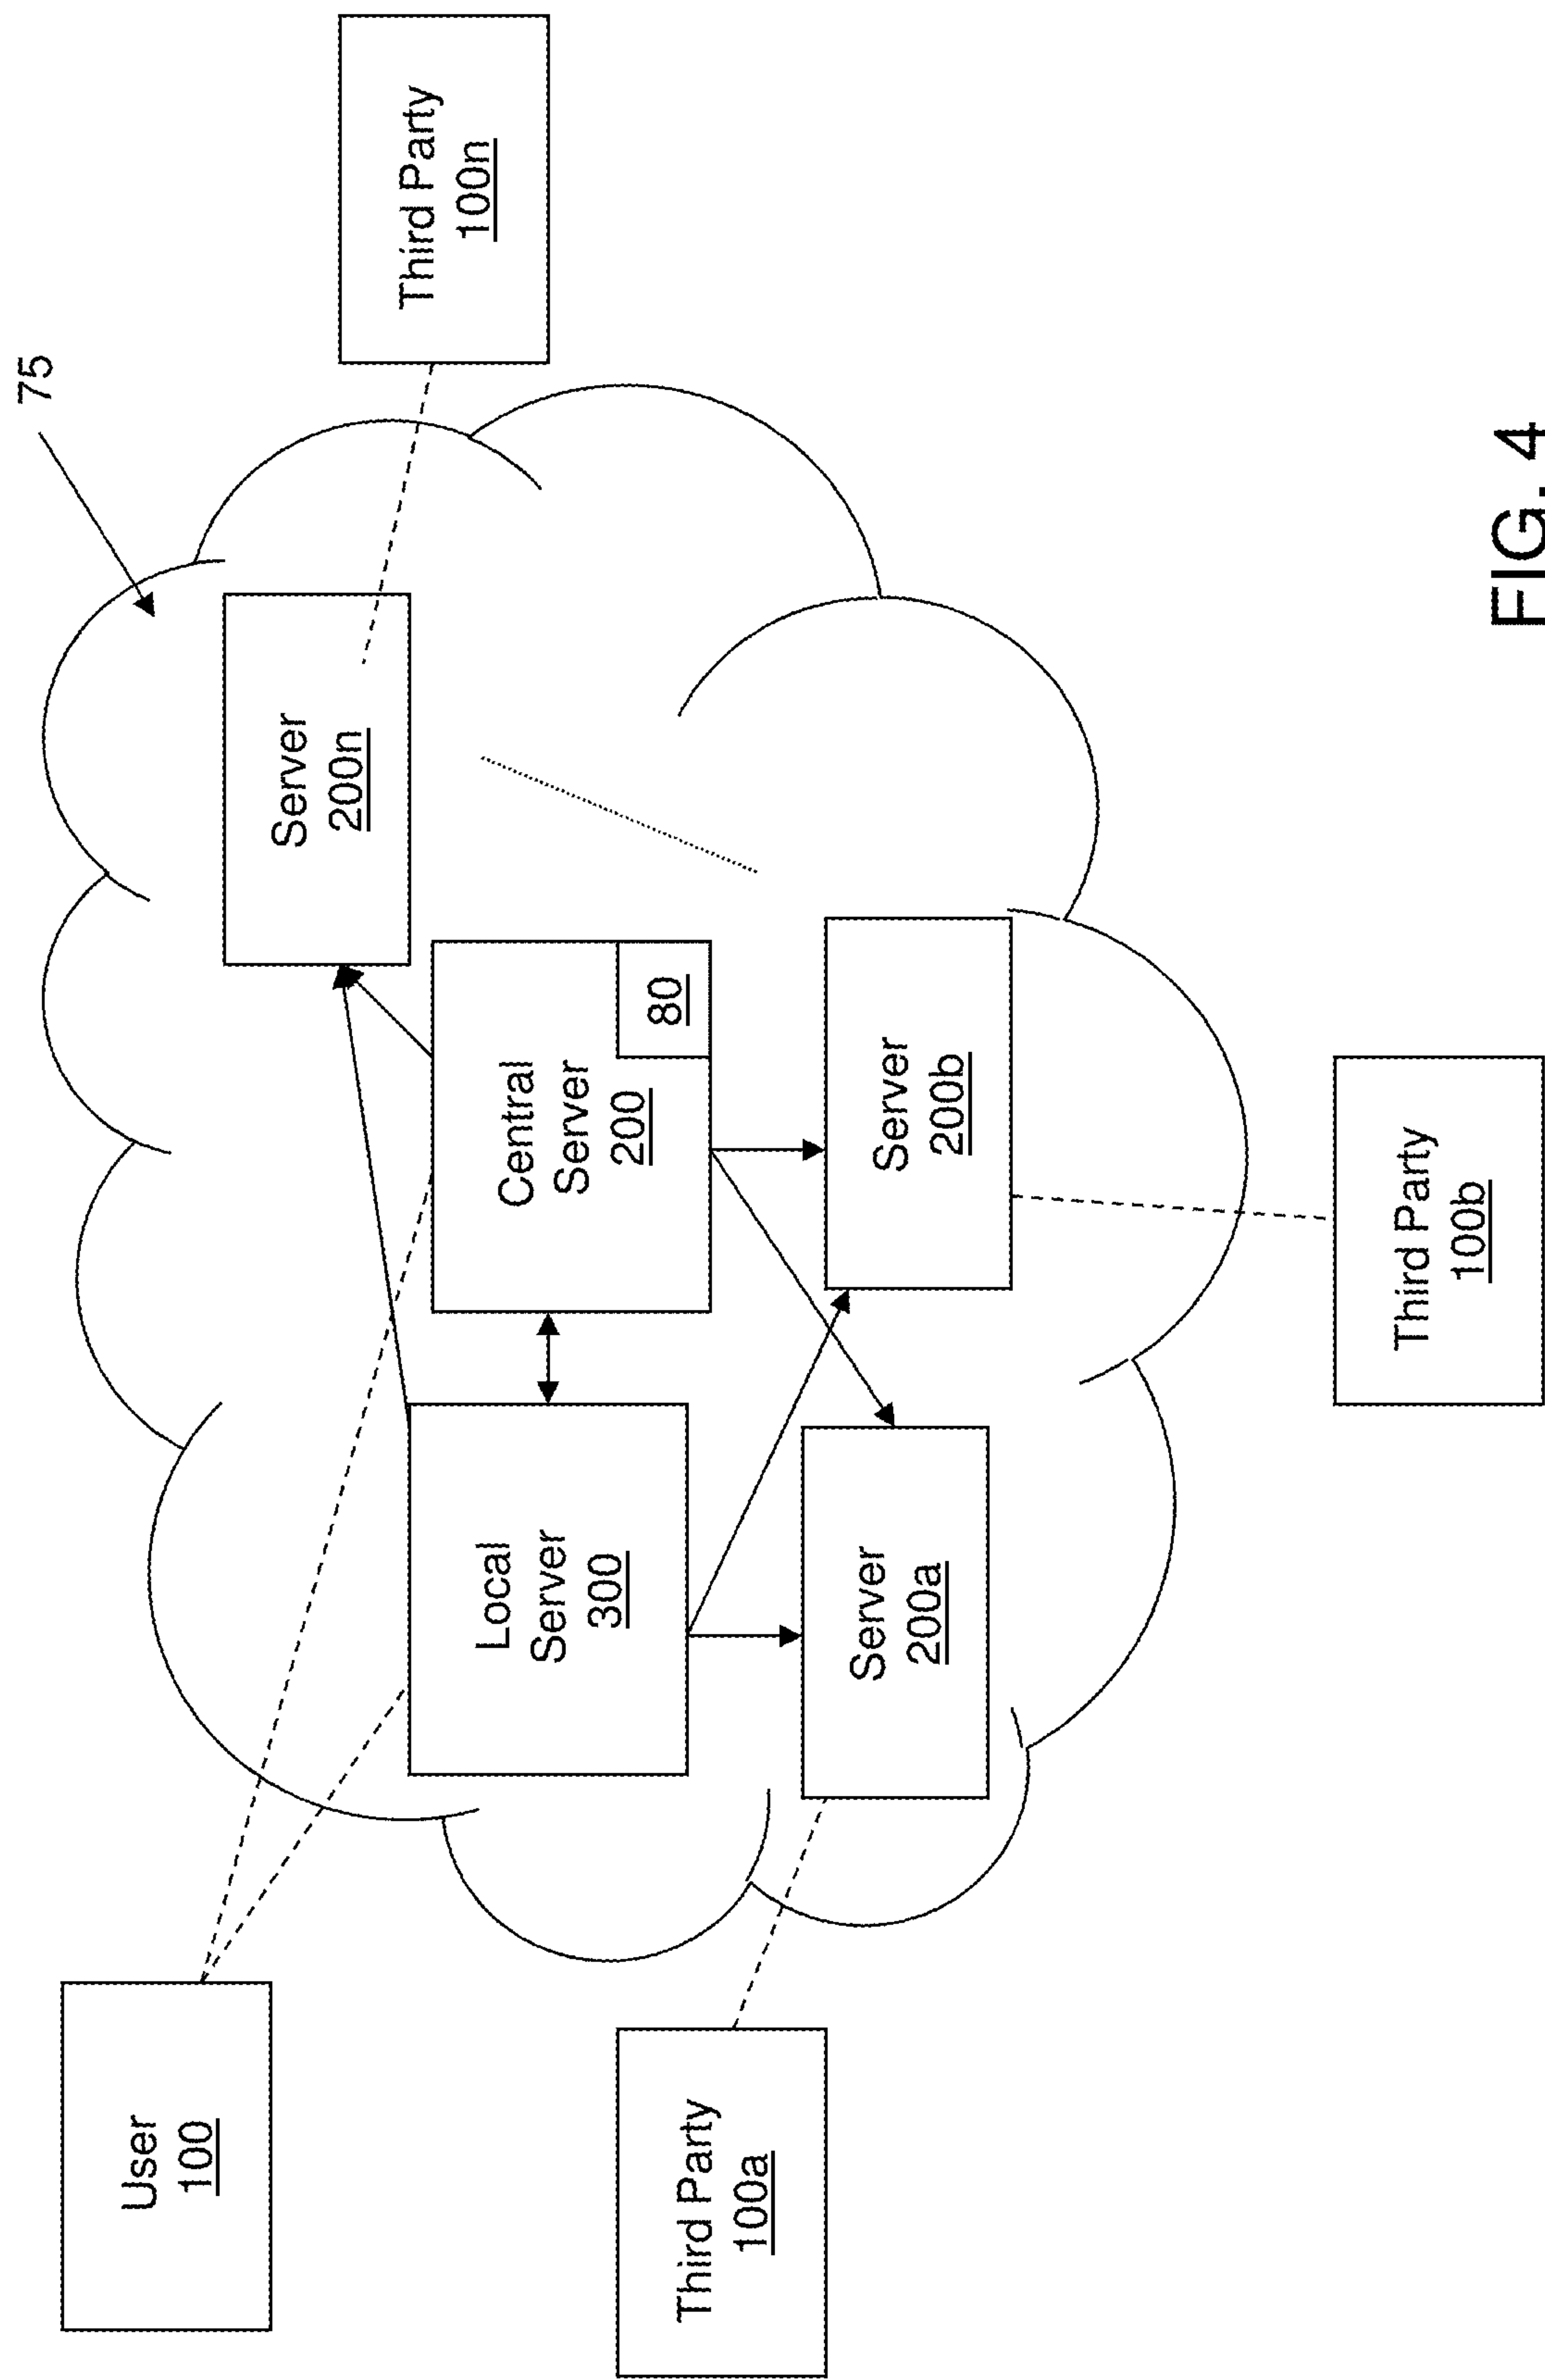 75
User
100
Third Party
100n
Server
200n
Local
Server
300
Central
Server
200
80
Server
200a
Server
200b
Third Party
100a
Third Party
100b
FIG. 4